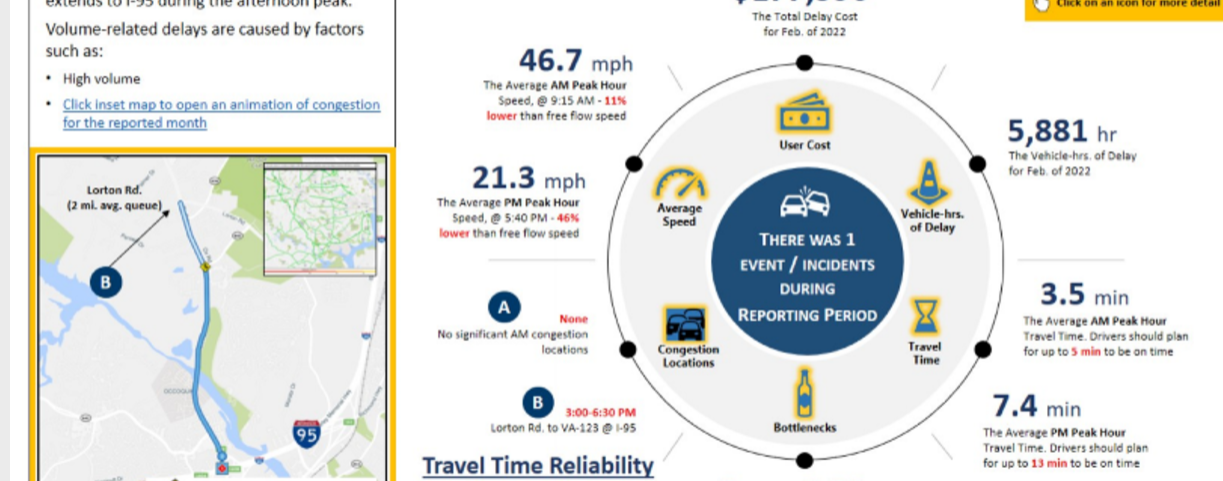 extends to I-95 during the afternoon peak.
Volume-related delays are caused by factors
such as:
• High volume
• Click inset map to open an animation of congestion
for the reported month
Lorton Rd.
(2 mi. avg. queue)
B
OCCOQUAN
95
The Total Delay Cost
for Feb. of 2022
Click on an icon for more detail
46.7 mph
The Average AM Peak Hour
Speed, @ 9:15 AM - 11%
lower than free flow speed
21.3 mph
The Average PM Peak Hour
Speed, @ 5:40 PM - 46%
lower than free flow speed
A
None
No significant AM congestion
locations
B
3:00-6:30 PM
Lorton Rd. to VA-123 @ I-95
Travel Time Reliability
User Cost
Average
Speed
Vehicle-hrs.
of Delay
THERE WAS 1
EVENT / INCIDENTS
DURING
REPORTING PERIOD
Congestion
Locations
Travel
Time
Bottlenecks
5,881 hr
The Vehicle-hrs. of Delay
for Feb. of 2022
3.5 min
The Average AM Peak Hour
Travel Time. Drivers should plan
for up to 5 min to be on time
7.4 min
The Average PM Peak Hour
Travel Time. Drivers should plan
for up to 13 min to be on time